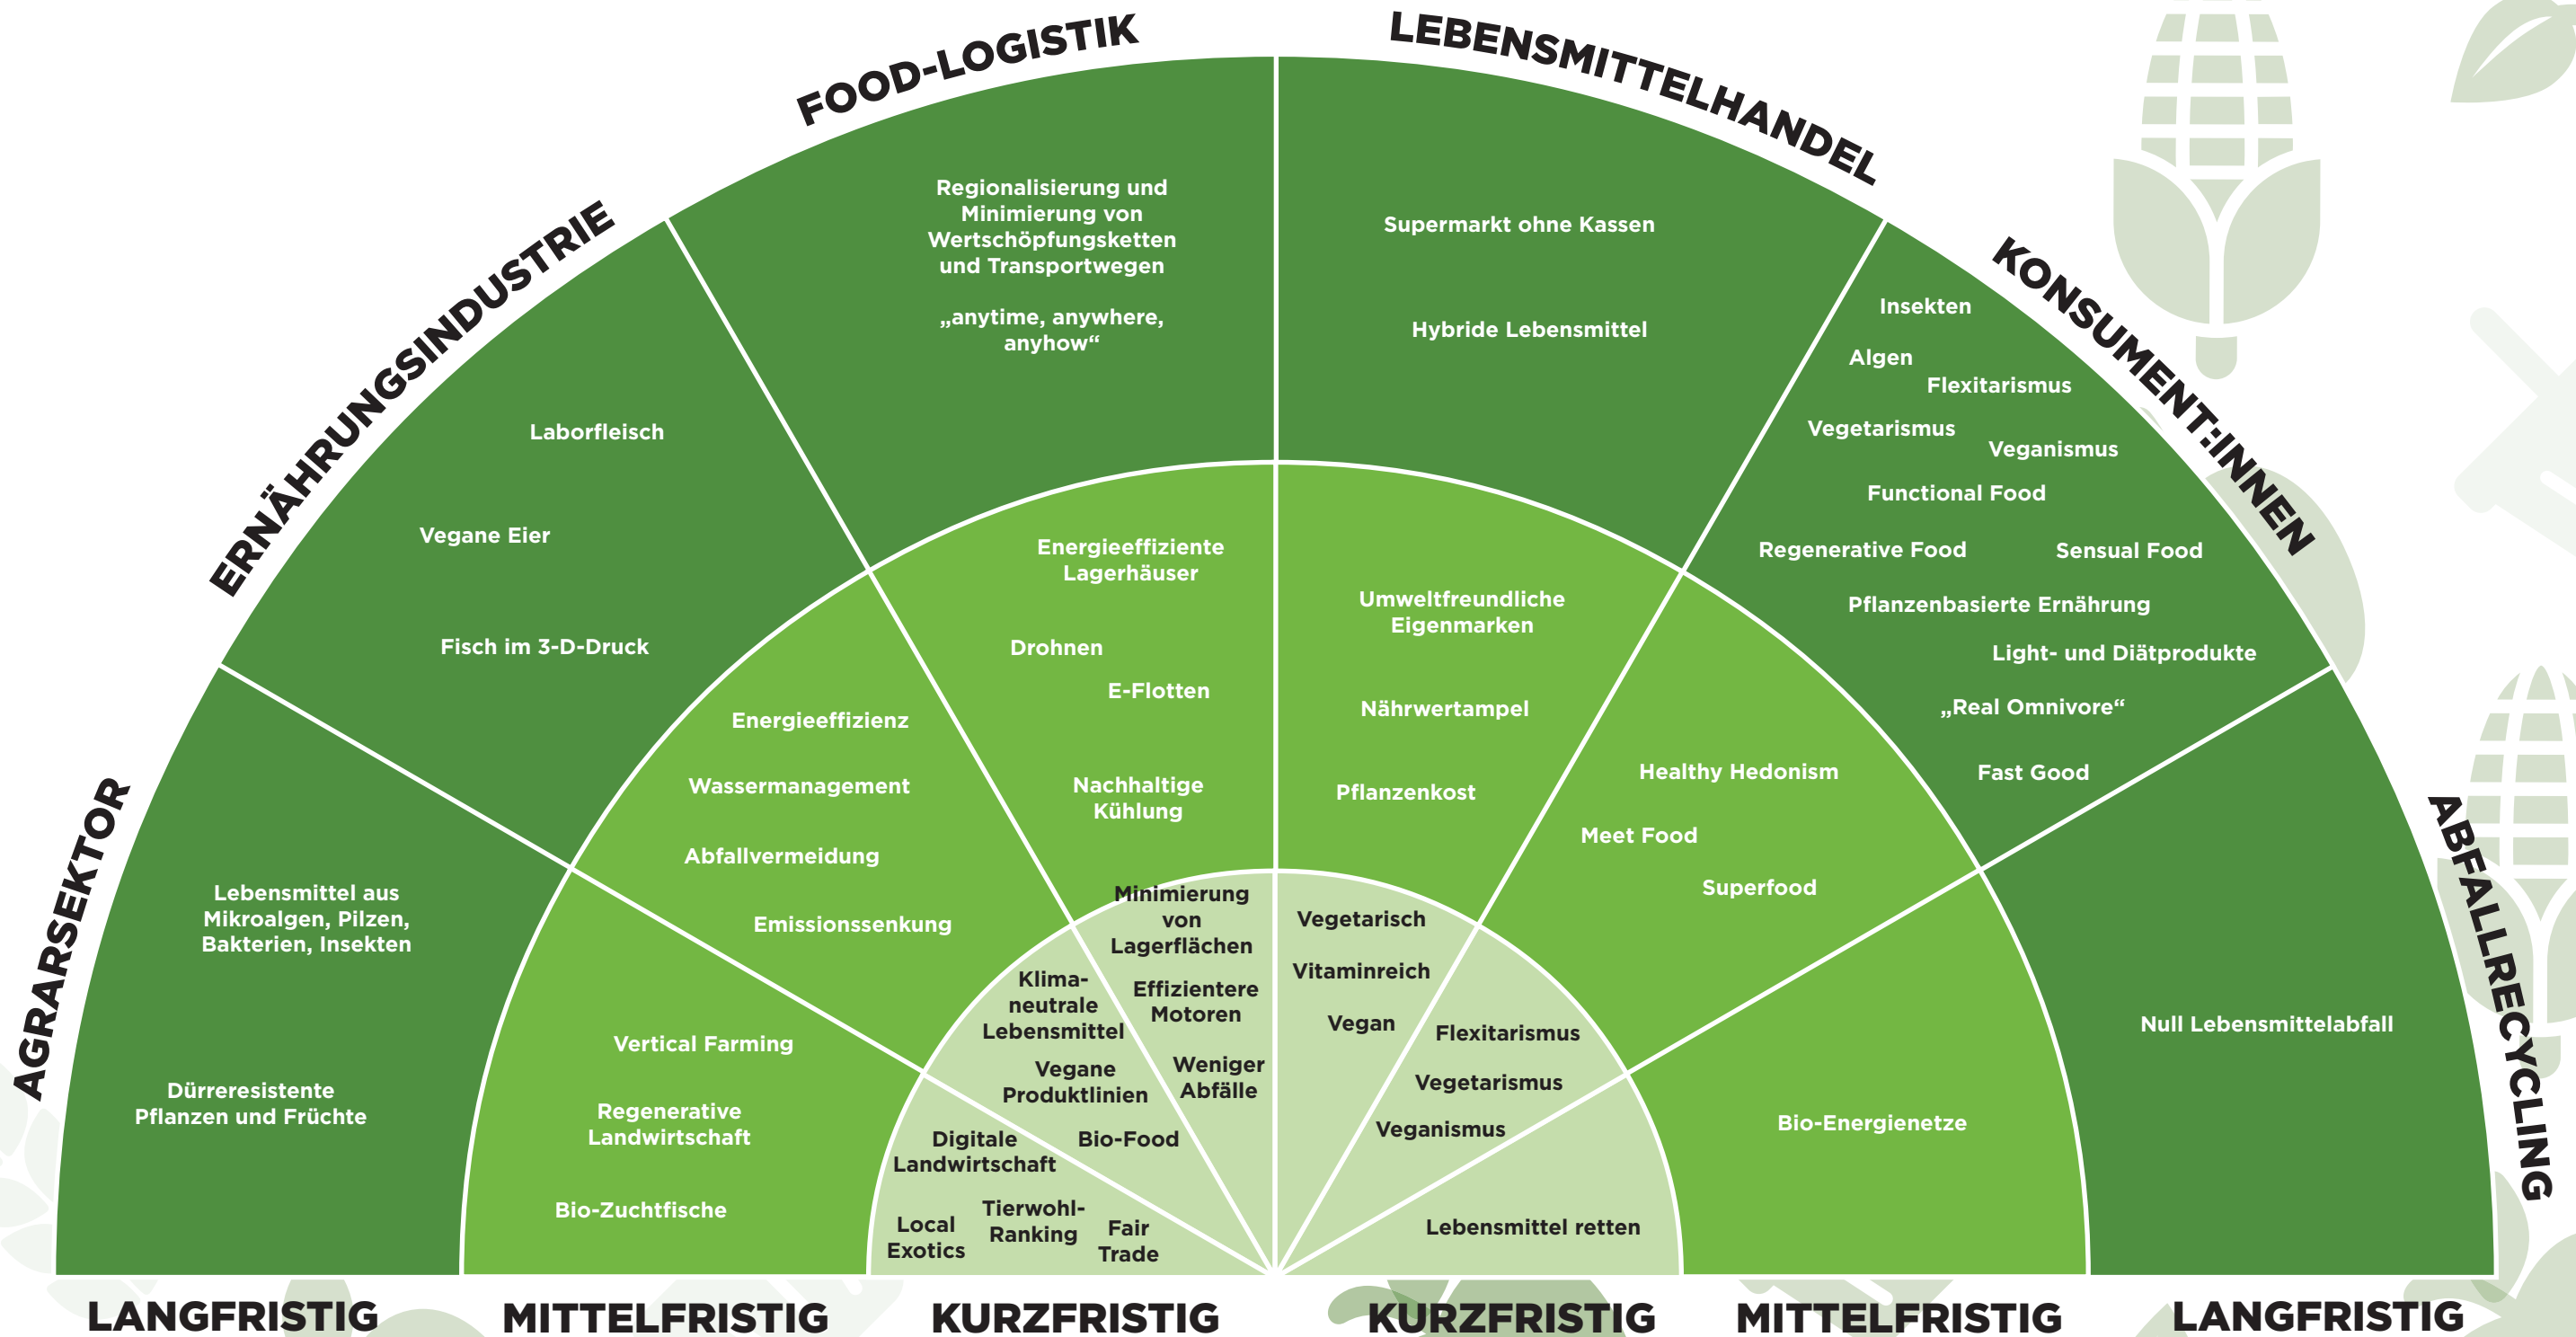 AGRARSEKTOR
Lebensmittel aus
Mikroalgen, Pilzen,
Bakterien, Insekten
Dürreresistente
Pflanzen und Früchte
Vertical Farming
Regenerative
Landwirtschaft
Bio-Zuchtfische
Digitale
Landwirtschaft
Local
Exotics
Tierwohl-
Ranking
Fair
Trade
ERNÄHRUNGSINDUSTRIE
Laborfleisch
Vegane Eier
Fisch im 3-D-Druck
Energieeffizienz
Wassermanagement
Abfallvermeidung
Emissionssenkung
Klima-
neutrale
Lebensmittel
Vegane
Produktlinien
Bio-Food
FOOD-LOGISTIK
Regionalisierung und
Minimierung von
Wertschöpfungsketten
und Transportwegen
„anytime, anywhere,
anyhow“
Energieeffiziente
Lagerhäuser
Drohnen
E-Flotten
Nachhaltige
Kühlung
Minimierung
von
Lagerflächen
Effizientere
Motoren
Weniger
Abfälle
LEBENSMITTELHANDEL
Supermarkt ohne Kassen
Hybride Lebensmittel
Umweltfreundliche
Eigenmarken
Nährwertampel
Pflanzenkost
Vegetarisch
Vitaminreich
Vegan
KONSUMENT:INNEN
Insekten
Algen
Flexitarismus
Vegetarismus
Veganismus
Functional Food
Regenerative Food
Sensual Food
Pflanzenbasierte Ernährung
Light- und Diätprodukte
„Real Omnivore“
Fast Good
Healthy Hedonism
Meet Food
Superfood
Flexitarismus
Vegetarismus
Veganismus
ABFALLRECYCLING
Null Lebensmittelabfall
Bio-Energienetze
Lebensmittel retten
LANGFRISTIG
MITTELFRISTIG
KURZFRISTIG
KURZFRISTIG
MITTELFRISTIG
LANGFRISTIG